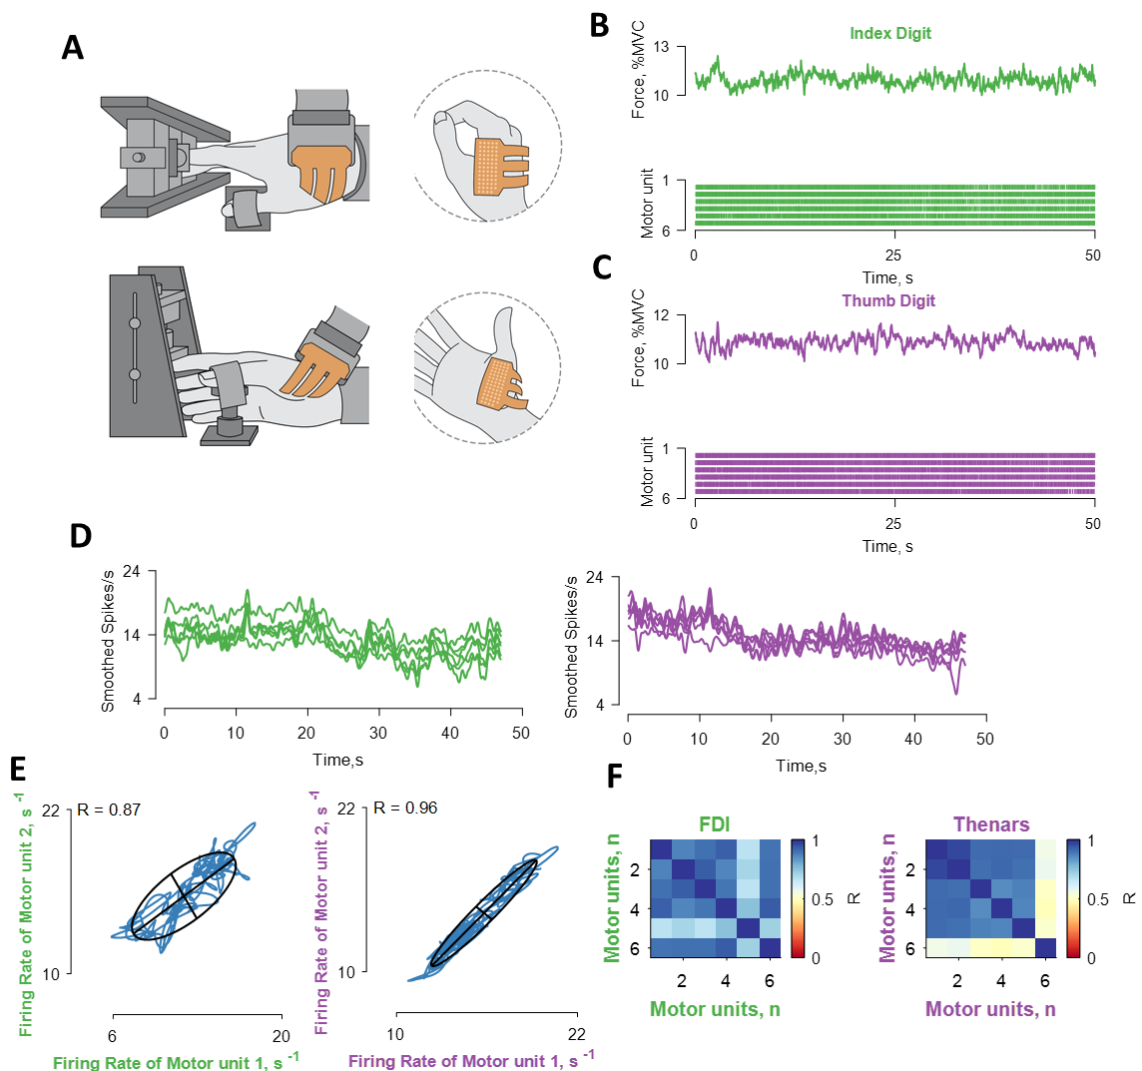 A
B
Index Digit
Force, %MVC
13
10
Motor unit
1
6
0
25
50
Time, s
C
Thumb Digit
Force, %MVC
12
10
Motor unit
1
6
0
25
50
Time, s
D
Smoothed Spikes/s
24
14
4
0
10
20
30
40
50
Time,s
Smoothed Spikes/s
24
14
4
0
10
20
30
40
50
Time,s
E
Firing Rate of Motor unit 2, s -1
22
R = 0.87
10
6
20
Firing Rate of Motor unit 1, s -1
Firing Rate of Motor unit 2, s -1
22
R = 0.96
10
10
22
Firing Rate of Motor unit 1, s -1
F
FDI
Motor units, n
2
4
6
2
4
6
Motor units, n
1
0.5
0
R
Thenars
Motor units, n
2
4
6
2
4
6
Motor units, n
1
0.5
0
R